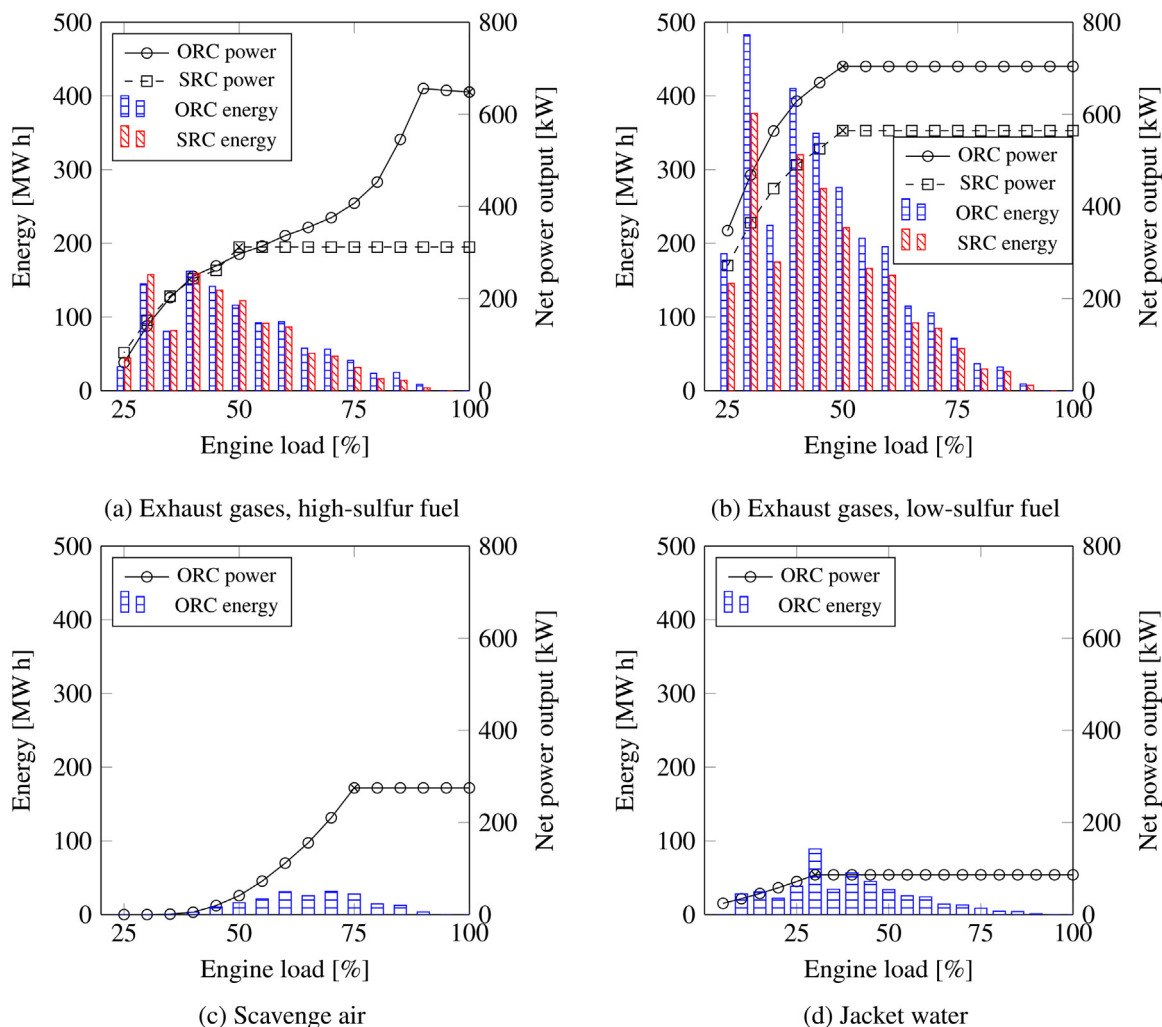 500
400
300
200
100
0
25
50
75
100
800
600
400
200
0
Energy [MW h]
Net power output [kW]
Engine load [%]
ORC power
SRC power
ORC energy
SRC energy
(a) Exhaust gases, high-sulfur fuel
500
400
300
200
100
0
25
50
75
100
800
600
400
200
0
Energy [MW h]
Net power output [kW]
Engine load [%]
ORC power
SRC power
ORC energy
SRC energy
(b) Exhaust gases, low-sulfur fuel
500
400
300
200
100
0
25
50
75
100
800
600
400
200
0
Energy [MW h]
Net power output [kW]
Engine load [%]
ORC power
ORC energy
(c) Scavenge air
500
400
300
200
100
0
25
50
75
100
800
600
400
200
0
Energy [MW h]
Net power output [kW]
Engine load [%]
ORC power
ORC energy
(d) Jacket water